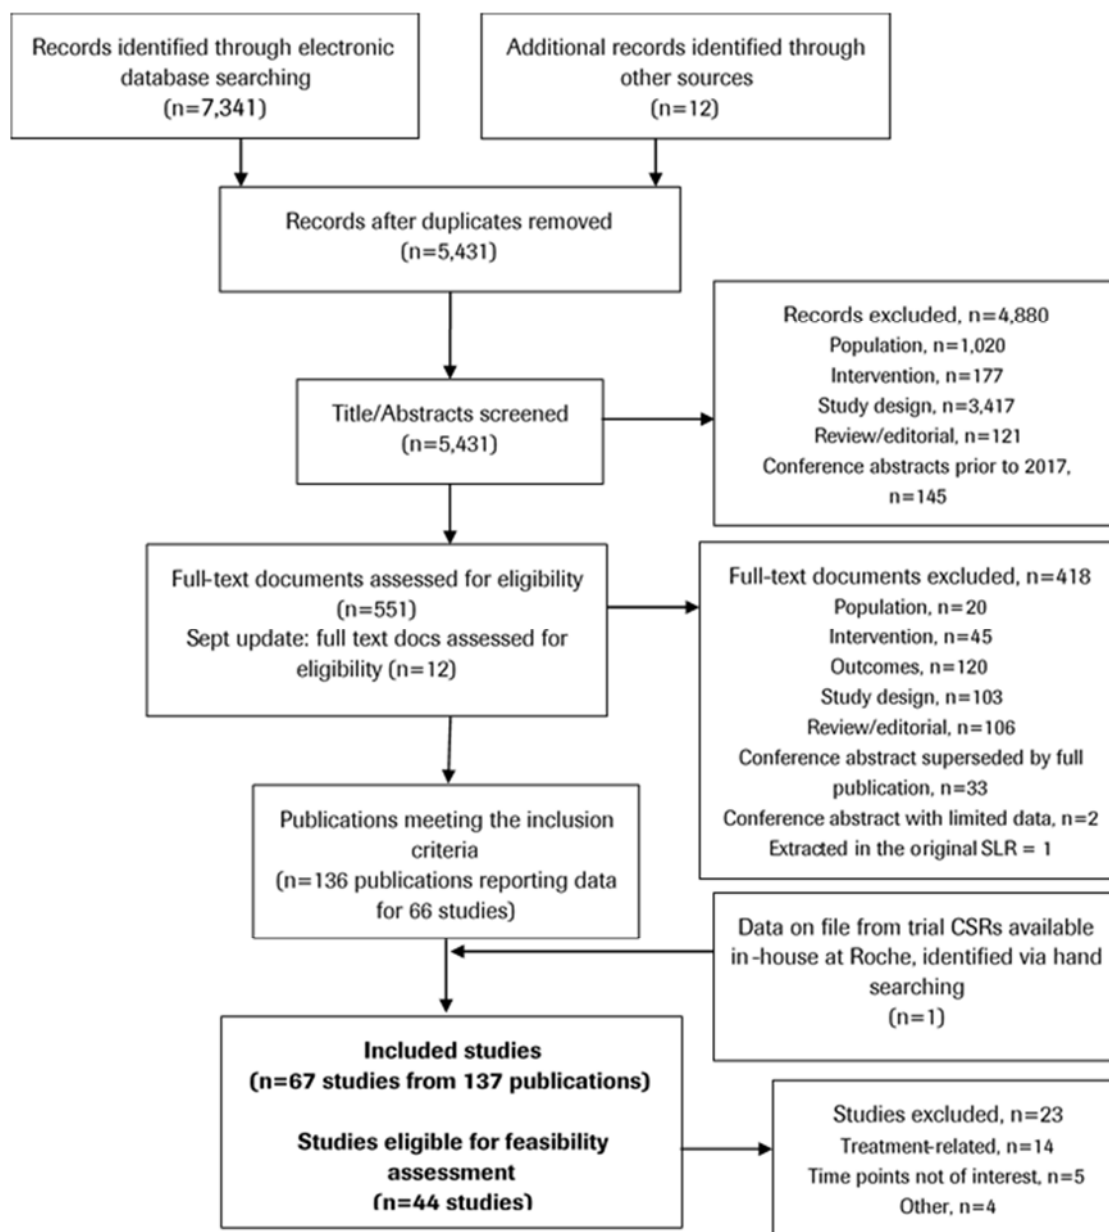 Records identified through electronic
database searching
(n=7,341)
Additional records identified through
other sources
(n=12)
Records after duplicates removed
(n=5,431)
Records excluded, n=4,880
Population, n=1,020
Intervention, n=177
Study design, n=3,417
Review/editorial, n=121
Conference abstracts prior to 2017,
n=145
Title/Abstracts screened
(n=5,431)
Full-text documents assessed for eligibility
(n=551)
Sept update: full text docs assessed for
eligibility (n=12)
Full-text documents excluded, n=418
Population, n=20
Intervention, n=45
Outcomes, n=120
Study design, n=103
Review/editorial, n=106
Conference abstract superseded by full
publication, n=33
Conference abstract with limited data, n=2
Extracted in the original SLR = 1
Publications meeting the inclusion
criteria
(n=136 publications reporting data
for 66 studies)
Data on file from trial CSRs available
in-house at Roche, identified via hand
searching
(n=1)
Included studies
(n=67 studies from 137 publications)
Studies eligible for feasibility
assessment
(n=44 studies)
Studies excluded, n=23
Treatment-related, n=14
Time points not of interest, n=5
Other, n=4